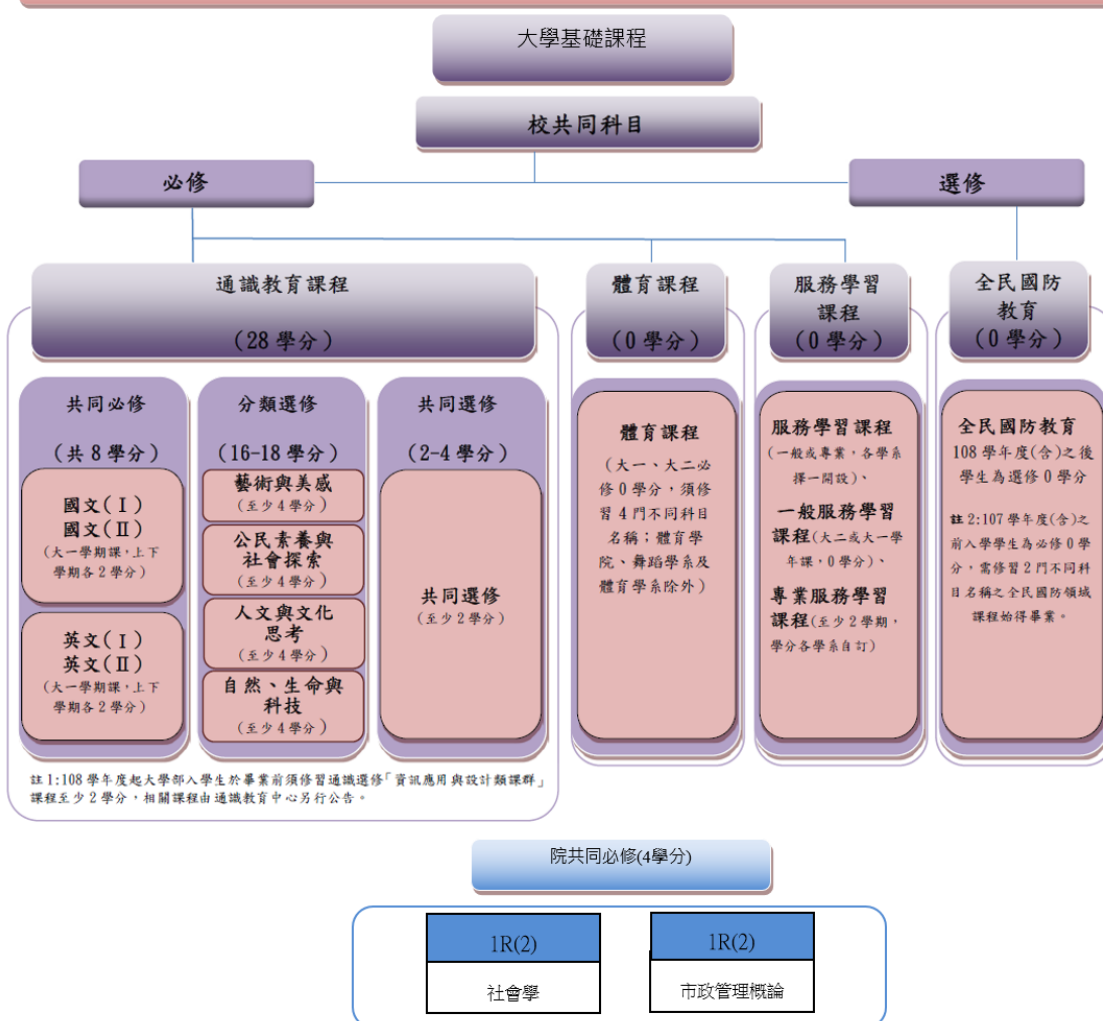 大學基礎課程
校共同科目
必修
選修
通識教育課程
(28 學分)
體育課程
(0 學分)
服務學習
課程
(0 學分)
全民國防
教育
(0 學分)
共同必修
(共 8 學分)
國文(Ⅰ)
國文(Ⅱ)
(大一學期課，上下
學期各 2 學分)
英文(Ⅰ)
英文(Ⅱ)
(大一學期課，上下
學期各 2 學分)
分類選修
(16-18 學分)
藝術與美感
(至少 4 學分)
公民素養與
社會探索
(至少 4 學分)
人文與文化
思考
(至少 4 學分)
自然、生命與
科技
(至少 4 學分)
共同選修
(2-4 學分)
共同選修
(至少 2 學分)
體育課程
(大一、大二必
修 0 學分，須修
習 4 門不同科目
名稱；體育學
院、舞蹈學系及
體育學系除外)
服務學習課程
(一般或專業，各學系
擇一開設)、
一般服務學習
課程(大二或大一學
年課，0 學分)、
專業服務學習
課程(至少 2 學期，
學分各學系自訂)
全民國防教育
108 學年度(含)之後
學生為選修 0 學分
註 2:107 學年度(含)之
前入學學生為必修 0 學
分，需修習 2 門不同科
目名稱之全民國防領域
課程始得畢業。
註 1:108 學年度起大學部入學生於畢業前須修習通識選修「資訊應用與設計類課群」
課程至少 2 學分，相關課程由通識教育中心另行公告。
院共同必修(4學分)
1R(2)
社會學
1R(2)
市政管理概論